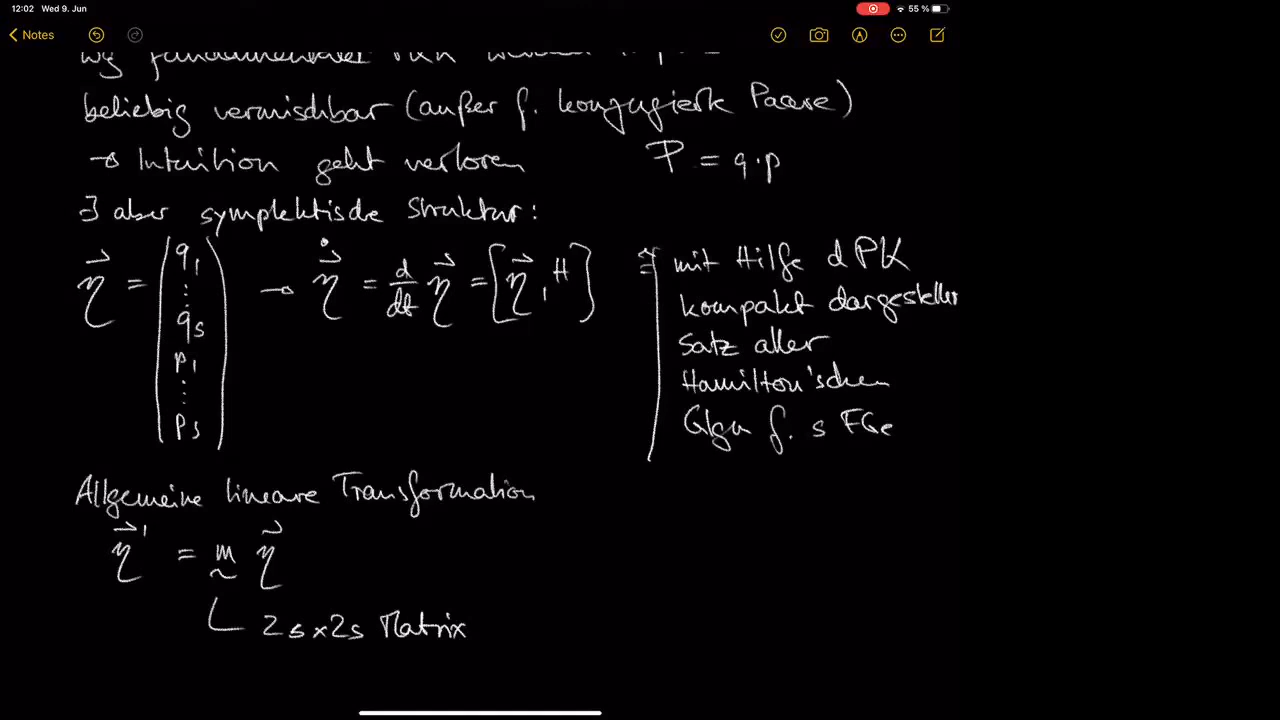 12:02 Wed 9. Jun 55 %
Notes
beliebig vermischbar (außer f. konjugierte Paare)
→ Intuition geht verloren P = q·p
∃ aber symplektische Struktur:
η⃗ = (q₁ ⋮ qₛ p₁ ⋮ pₛ) → η⃗̇ = d/dt η⃗ = [η⃗, H]
≙ mit Hilfe d PK
kompakt dargestellter
Satz aller
Hamilton'schen
Glgn f. s FGe
Allgemeine lineare Transformation
η⃗' = m̰ η⃗
2s×2s Matrix